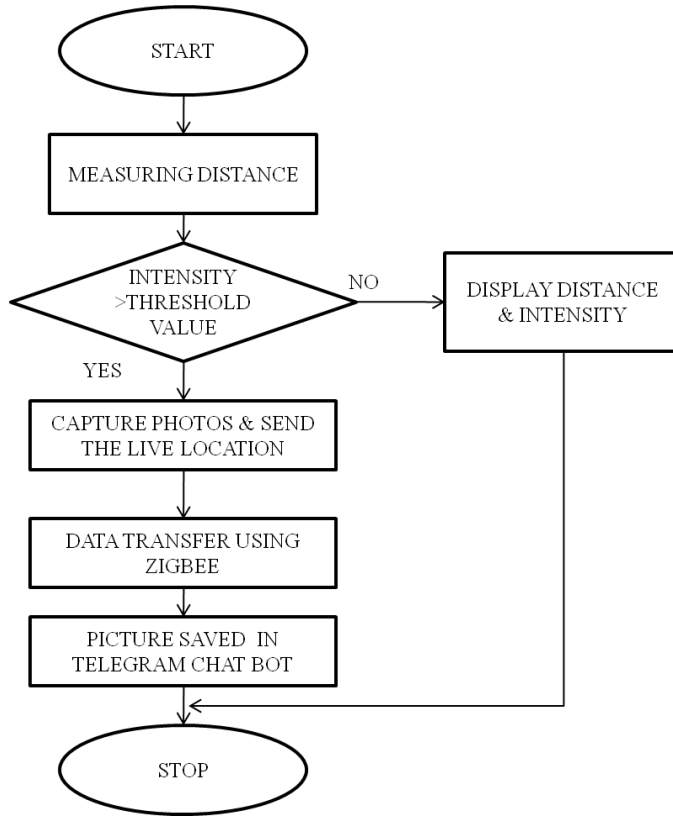 START
MEASURING DISTANCE
INTENSITY
>THRESHOLD
VALUE
NO
DISPLAY DISTANCE
& INTENSITY
YES
CAPTURE PHOTOS & SEND
THE LIVE LOCATION
DATA TRANSFER USING
ZIGBEE
PICTURE SAVED IN
TELEGRAM CHAT BOT
STOP